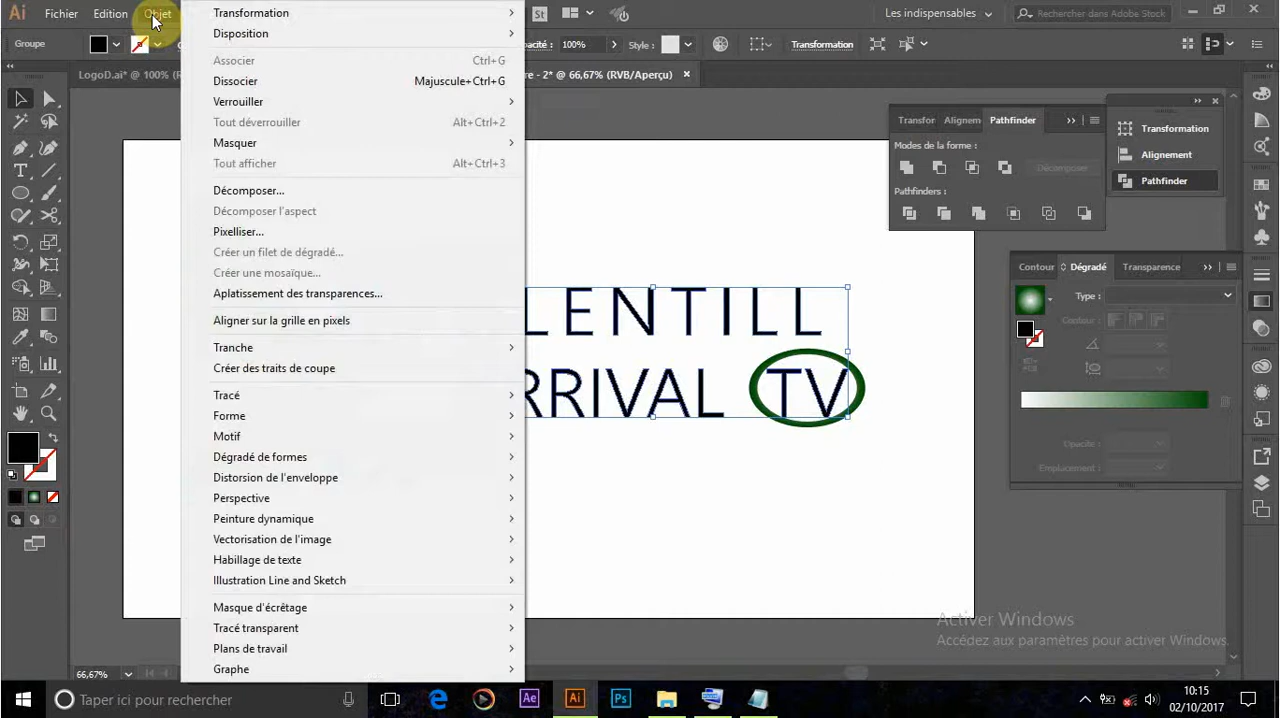 Ai Fichier Edition Objet St Les indispensables Rechercher dans Adobe Stock
Groupe 100% Style : Transformation
LogoD.ai* @ 100% - 2* @ 66,67% (RVB/Aperçu) ×
Transformation
Disposition
Associer Ctrl+G
Dissocier Majuscule+Ctrl+G
Verrouiller
Tout déverrouiller Alt+Ctrl+2
Masquer
Tout afficher Alt+Ctrl+3
Décomposer...
Décomposer l'aspect
Pixelliser...
Créer un filet de dégradé...
Créer une mosaïque...
Aplatissement des transparences...
Aligner sur la grille en pixels
Tranche
Créer des traits de coupe
Tracé
Forme
Motif
Dégradé de formes
Distorsion de l'enveloppe
Perspective
Peinture dynamique
Vectorisation de l'image
Habillage de texte
Illustration Line and Sketch
Masque d'écrêtage
Tracé transparent
Plans de travail
Graphe
LENTILL
RRIVAL TV
Transfor Alignem Pathfinder
Modes de la forme :
Décomposer
Pathfinders :
Transformation
Alignement
Pathfinder
Contour Dégradé Transparence
Type :
Contour :
Opacité :
Emplacement :
Activer Windows
Accédez aux paramètres pour activer Windows.
66,67%
Taper ici pour rechercher
Ae Ai Ps
10:15
02/10/2017